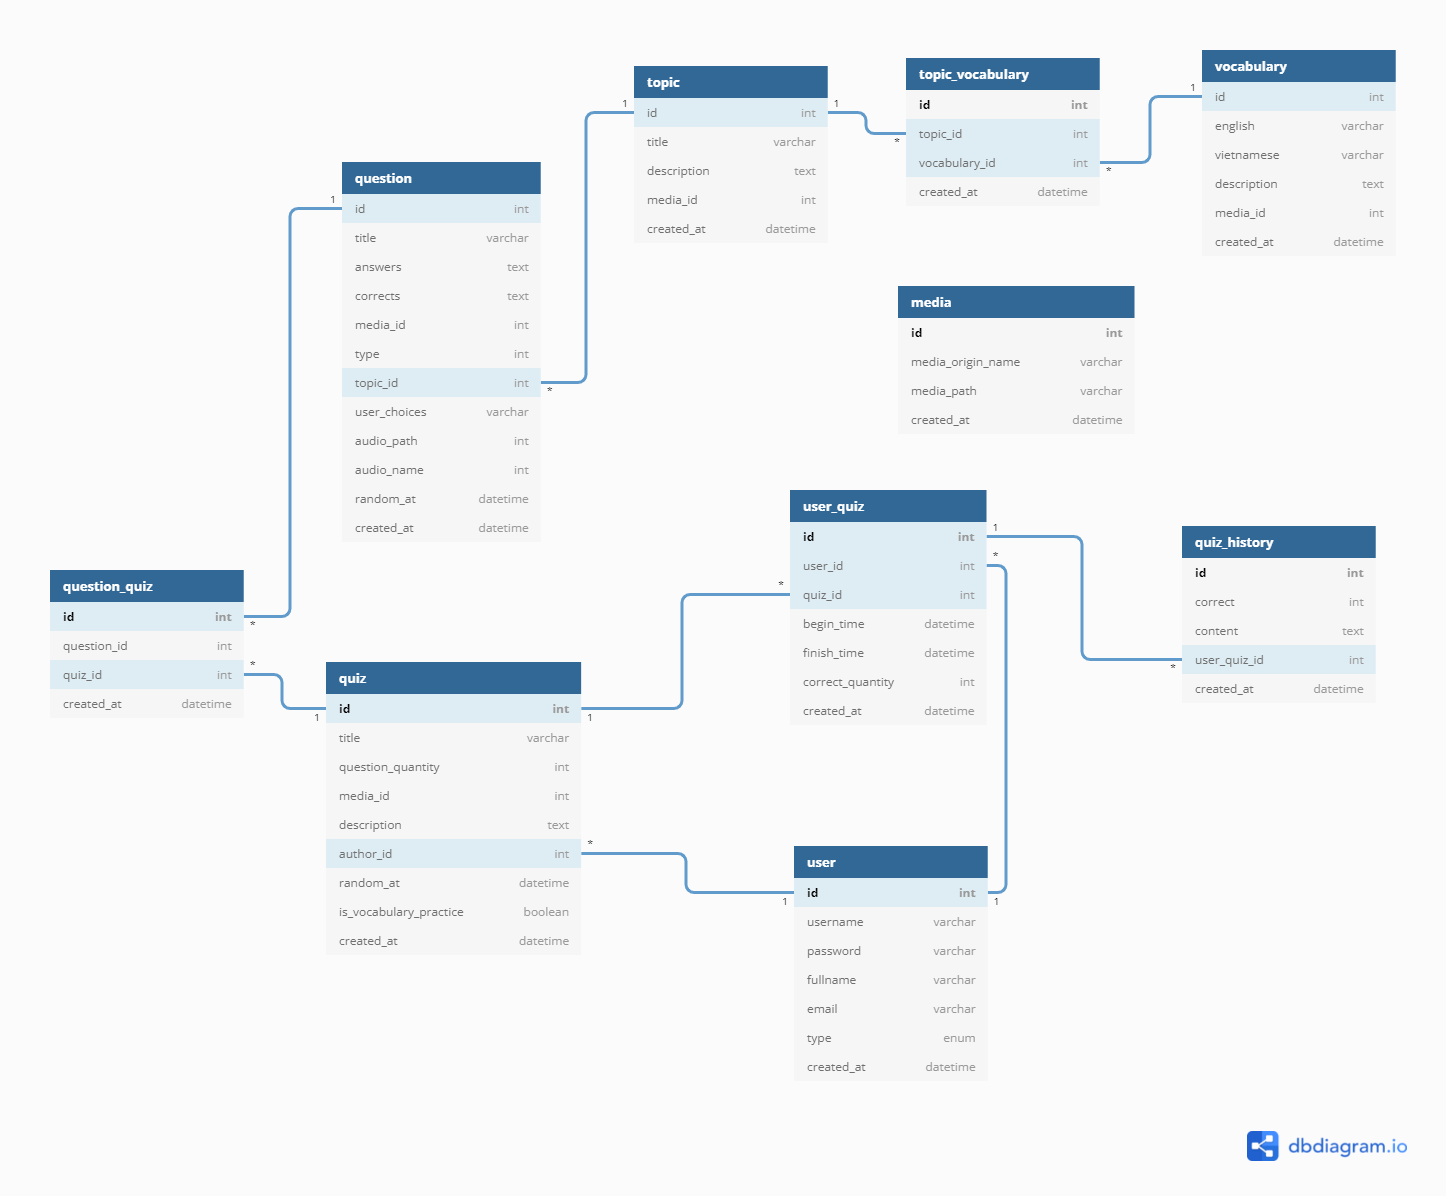 topic
id int
title varchar
description text
media_id int
created_at datetime
topic_vocabulary
id int
topic_id int
vocabulary_id int
created_at datetime
vocabulary
id int
english varchar
vietnamese varchar
description text
media_id int
created_at datetime
question
id int
title varchar
answers text
corrects text
media_id int
type int
topic_id int
user_choices varchar
audio_path int
audio_name int
random_at datetime
created_at datetime
media
id int
media_origin_name varchar
media_path varchar
created_at datetime
user_quiz
id int
user_id int
quiz_id int
begin_time datetime
finish_time datetime
correct_quantity int
created_at datetime
quiz_history
id int
correct int
content text
user_quiz_id int
created_at datetime
question_quiz
id int
question_id int
quiz_id int
created_at datetime
quiz
id int
title varchar
question_quantity int
media_id int
description text
author_id int
random_at datetime
is_vocabulary_practice boolean
created_at datetime
user
id int
username varchar
password varchar
fullname varchar
email varchar
type enum
created_at datetime
1
*
1
*
1
*
1
*
1
*
1
*
1
*
1
*
1
*
dbdiagram.io